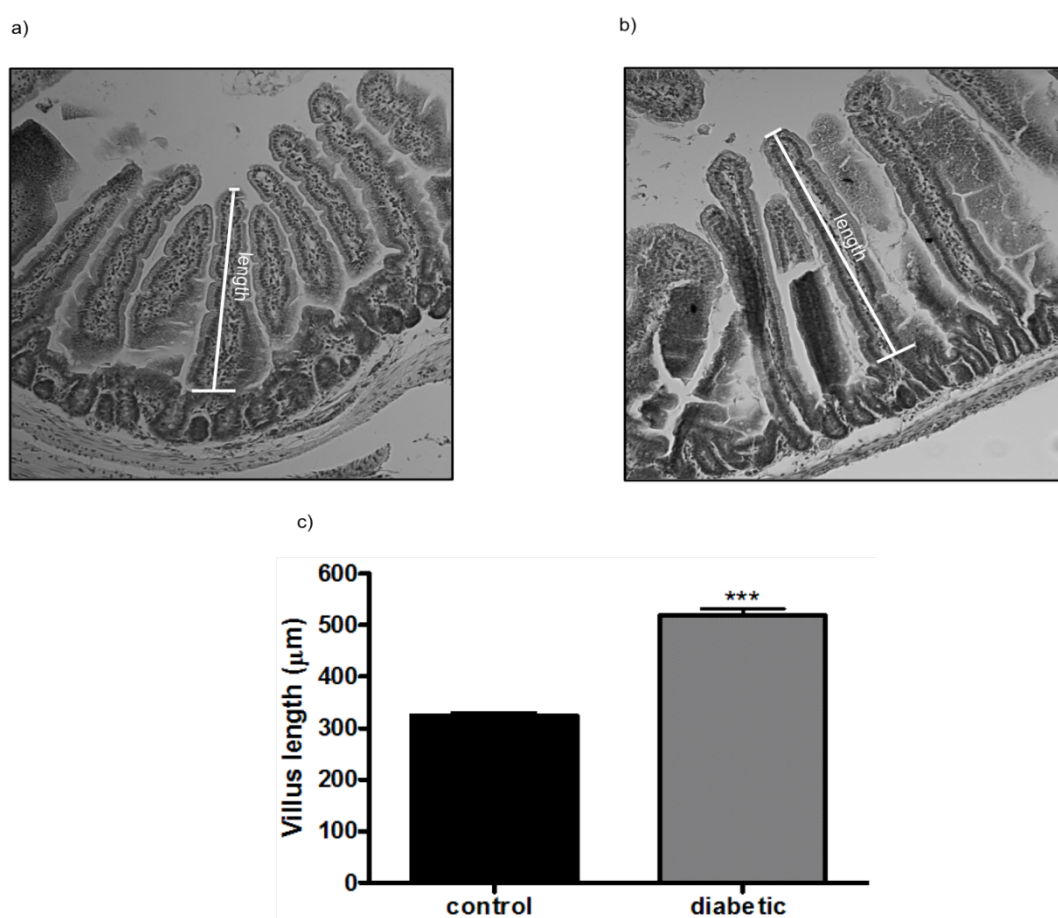 a)
b)
length
length
c)
Villus length (μm)
600
500
400
300
200
100
0
***
control
diabetic